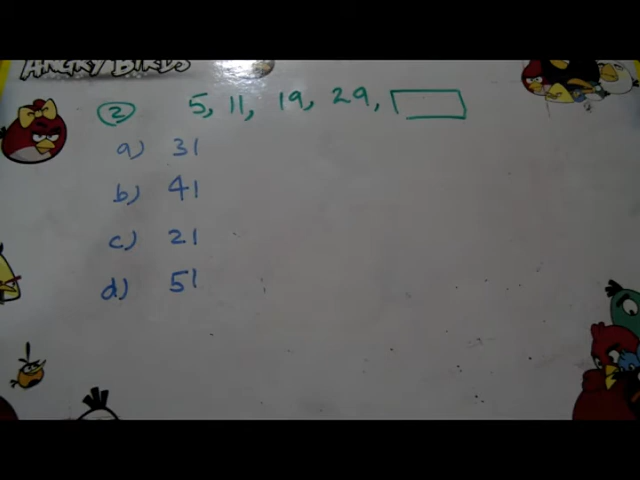 ANGRY BIRDS
2 5, 11, 19, 29,
a) 31
b) 41
c) 21
d) 51